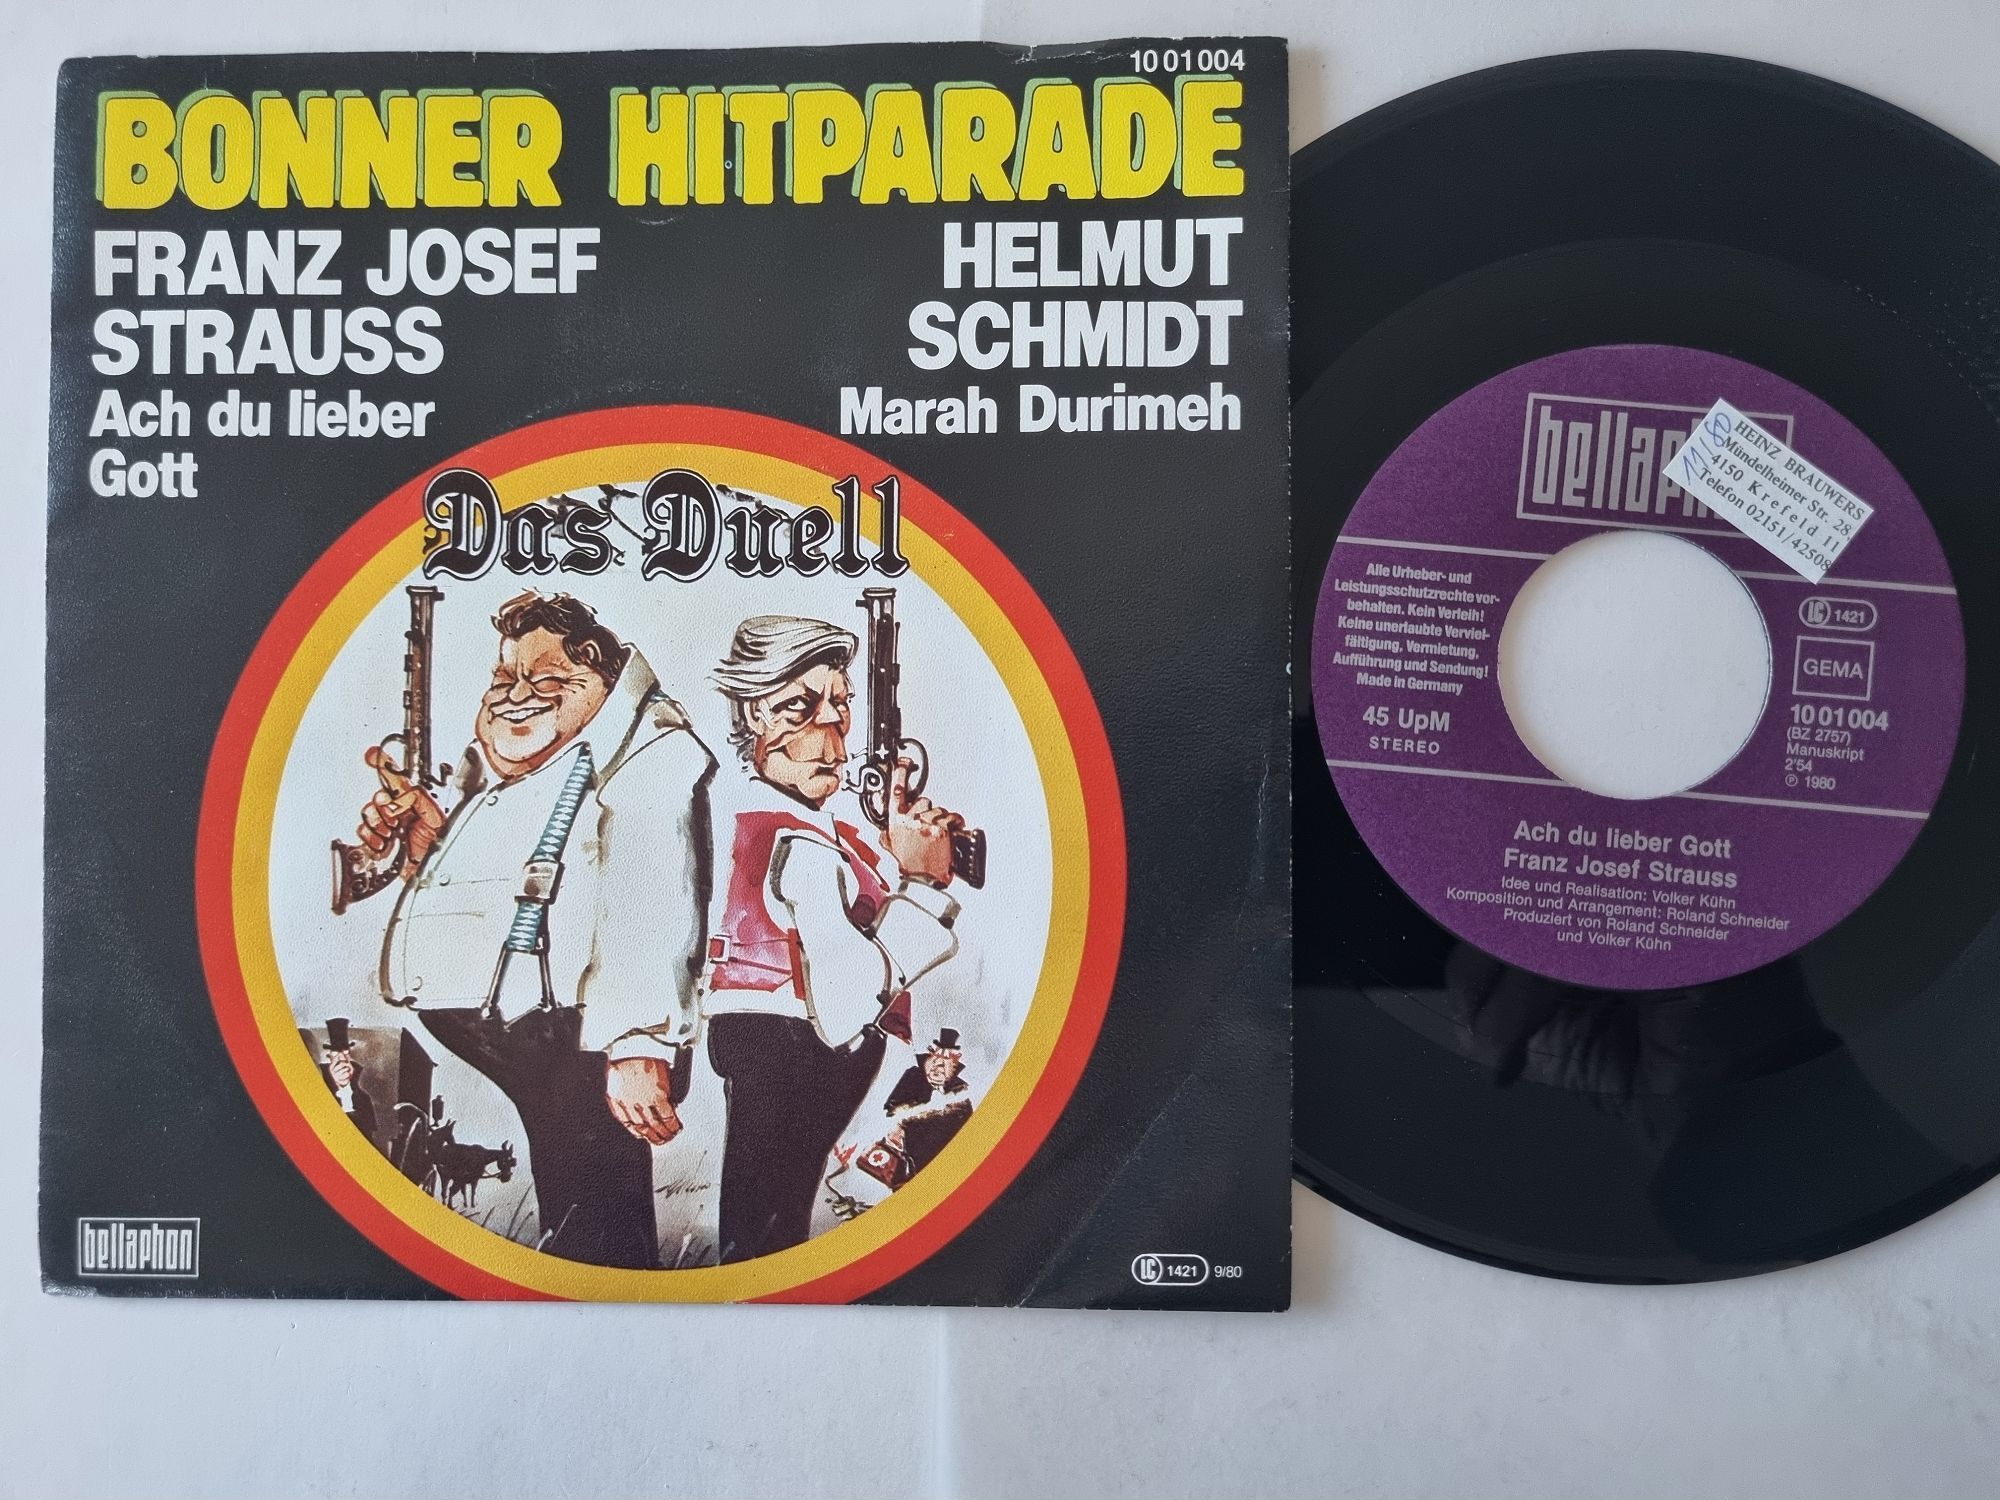 10 01 004
BONNER HITPARADE
FRANZ JOSEF
STRAUSS
Ach du lieber
Gott
HELMUT
SCHMIDT
Marah Durimeh
Das Duell
bellaphon
LC 1421 9/80
bellaphon
11/80
HEINZ BRAUWERS
Mündelheimer Str. 28,
4150 Krefeld 11
Telefon 02151/42508
Alle Urheber- und
Leistungsschutzrechte vor-
behalten. Kein Verleih!
Keine unerlaubte Verviel-
fältigung, Vermietung,
Aufführung und Sendung!
Made in Germany
45 UpM
STEREO
LC 1421
GEMA
10 01 004
(BZ 2757)
Manuskript
2'54
℗ 1980
Ach du lieber Gott
Franz Josef Strauss
Idee und Realisation: Volker Kühn
Komposition und Arrangement: Roland Schneider
Produziert von Roland Schneider
und Volker Kühn